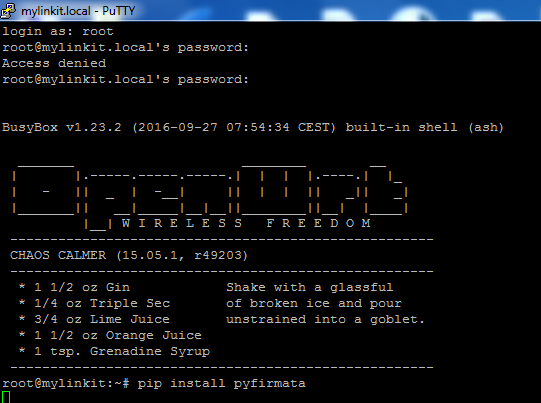 mylinkit.local - PuTTY
login as: root
root@mylinkit.local's password:
Access denied
root@mylinkit.local's password:
BusyBox v1.23.2 (2016-09-27 07:54:34 CEST) built-in shell (ash)
OpenWrt
W I R E L E S S   F R E E D O M
-----------------------------------------------------
CHAOS CALMER (15.05.1, r49203)
-----------------------------------------------------
* 1 1/2 oz Gin            Shake with a glassful
* 1/4 oz Triple Sec       of broken ice and pour
* 3/4 oz Lime Juice       unstrained into a goblet.
* 1 1/2 oz Orange Juice
* 1 tsp. Grenadine Syrup
-----------------------------------------------------
root@mylinkit:~# pip install pyfirmata